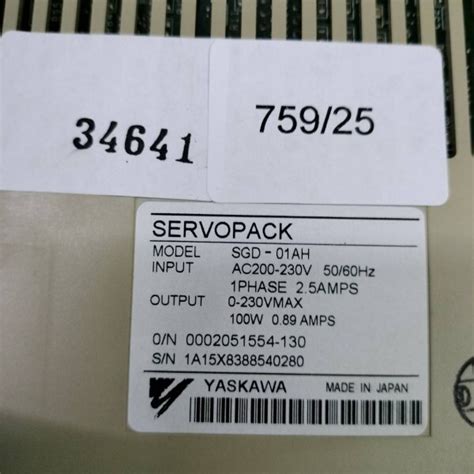 34641
759/25
SERVOPACK
MODEL SGD-01AH
INPUT AC200-230V 50/60Hz
1PHASE 2.5AMPS
OUTPUT 0-230VMAX
100W 0.89 AMPS
O/N 0002051554-130
S/N 1A15X8388540280
YASKAWA MADE IN JAPAN